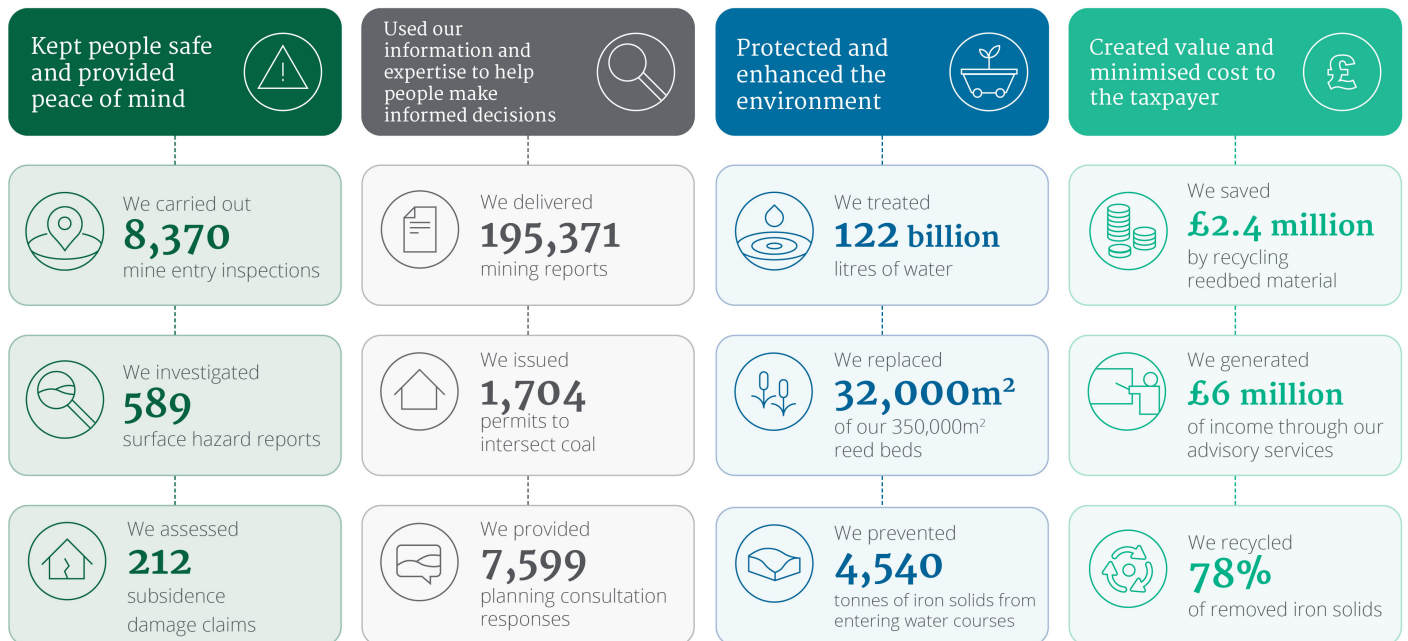 Kept people safe
and provided
peace of mind
We carried out
8,370
mine entry inspections
We investigated
589
surface hazard reports
We assessed
212
subsidence
damage claims
Used our
information and
expertise to help
people make
informed decisions
We delivered
195,371
mining reports
We issued
1,704
permits to
intersect coal
We provided
7,599
planning consultation
responses
Protected and
enhanced the
environment
We treated
122 billion
litres of water
We replaced
32,000m²
of our 350,000m²
reed beds
We prevented
4,540
tonnes of iron solids from
entering water courses
Created value and
minimised cost to
the taxpayer
£
We saved
£2.4 million
by recycling
reedbed material
We generated
£6 million
of income through our
advisory services
We recycled
78%
of removed iron solids